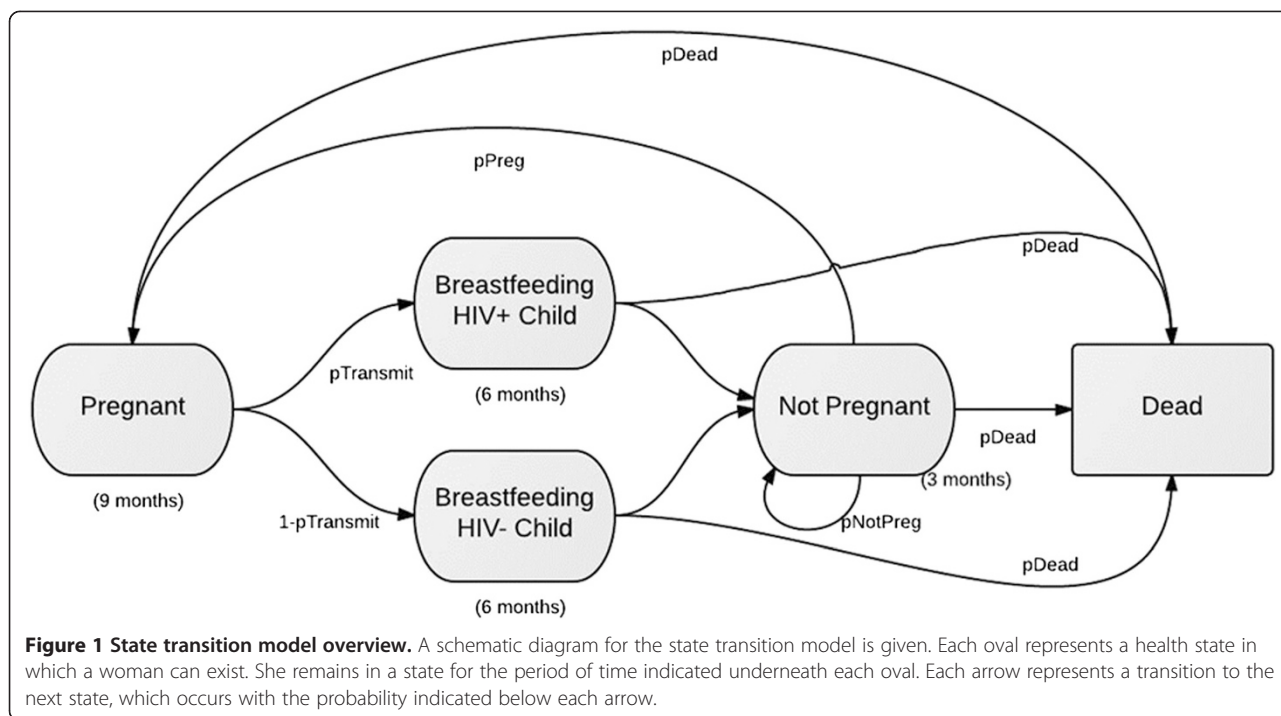 pDead
pPreg
pDead
Breastfeeding
HIV+ Child
(6 months)
pTransmit
Pregnant
(9 months)
1-pTransmit
Breastfeeding
HIV- Child
(6 months)
Not Pregnant
(3 months)
pNotPreg
pDead
Dead
pDead
Figure 1 State transition model overview. A schematic diagram for the state transition model is given. Each oval represents a health state in
which a woman can exist. She remains in a state for the period of time indicated underneath each oval. Each arrow represents a transition to the
next state, which occurs with the probability indicated below each arrow.